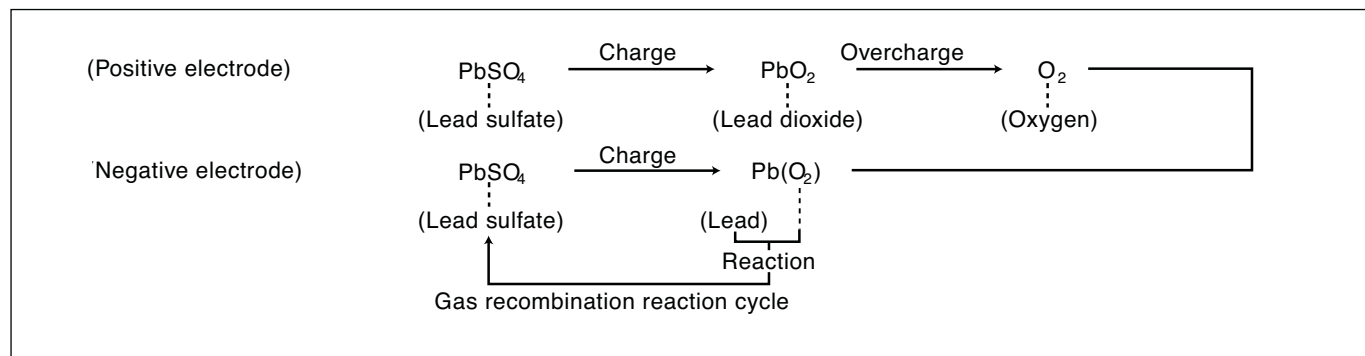 Charge Overcharge
(Positive electrode) PbSO₄ PbO₂ O₂
(Lead sulfate) (Lead dioxide) (Oxygen)
Charge
'Negative electrode) PbSO₄ Pb(O₂)
(Lead sulfate) (Lead)
Reaction
Gas recombination reaction cycle